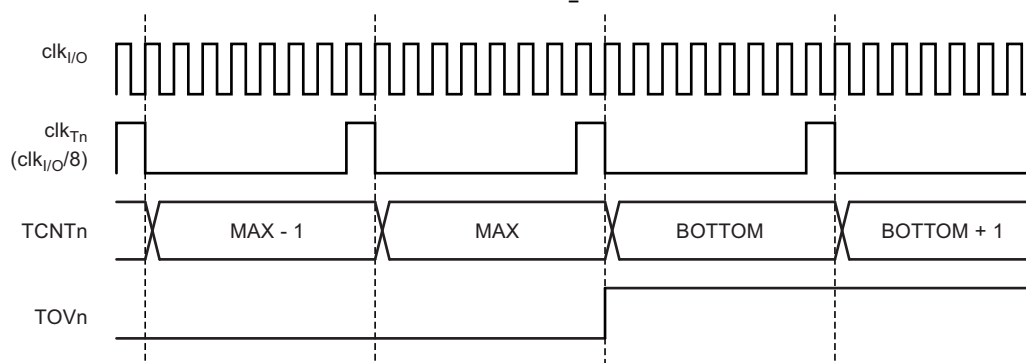 clkI/O
clkTn
(clkI/O/8)
TCNTn MAX - 1 MAX BOTTOM BOTTOM + 1
TOVn